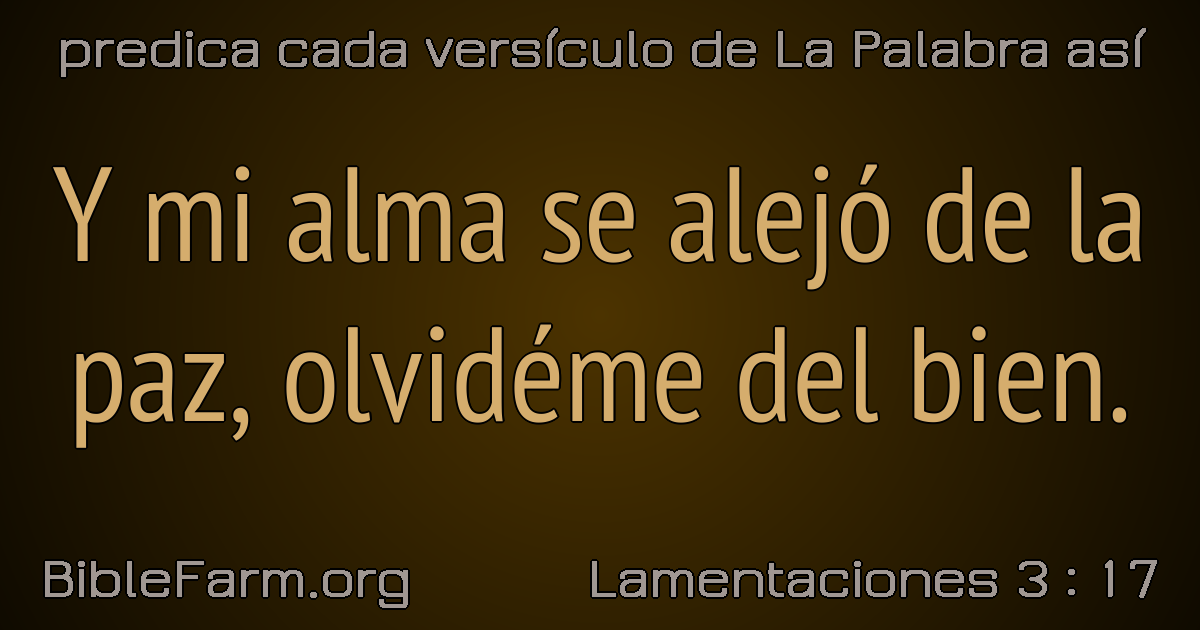 predica cada versículo de La Palabra así
Y mi alma se alejó de la
paz, olvidéme del bien.
BibleFarm.org
Lamentaciones 3 : 17